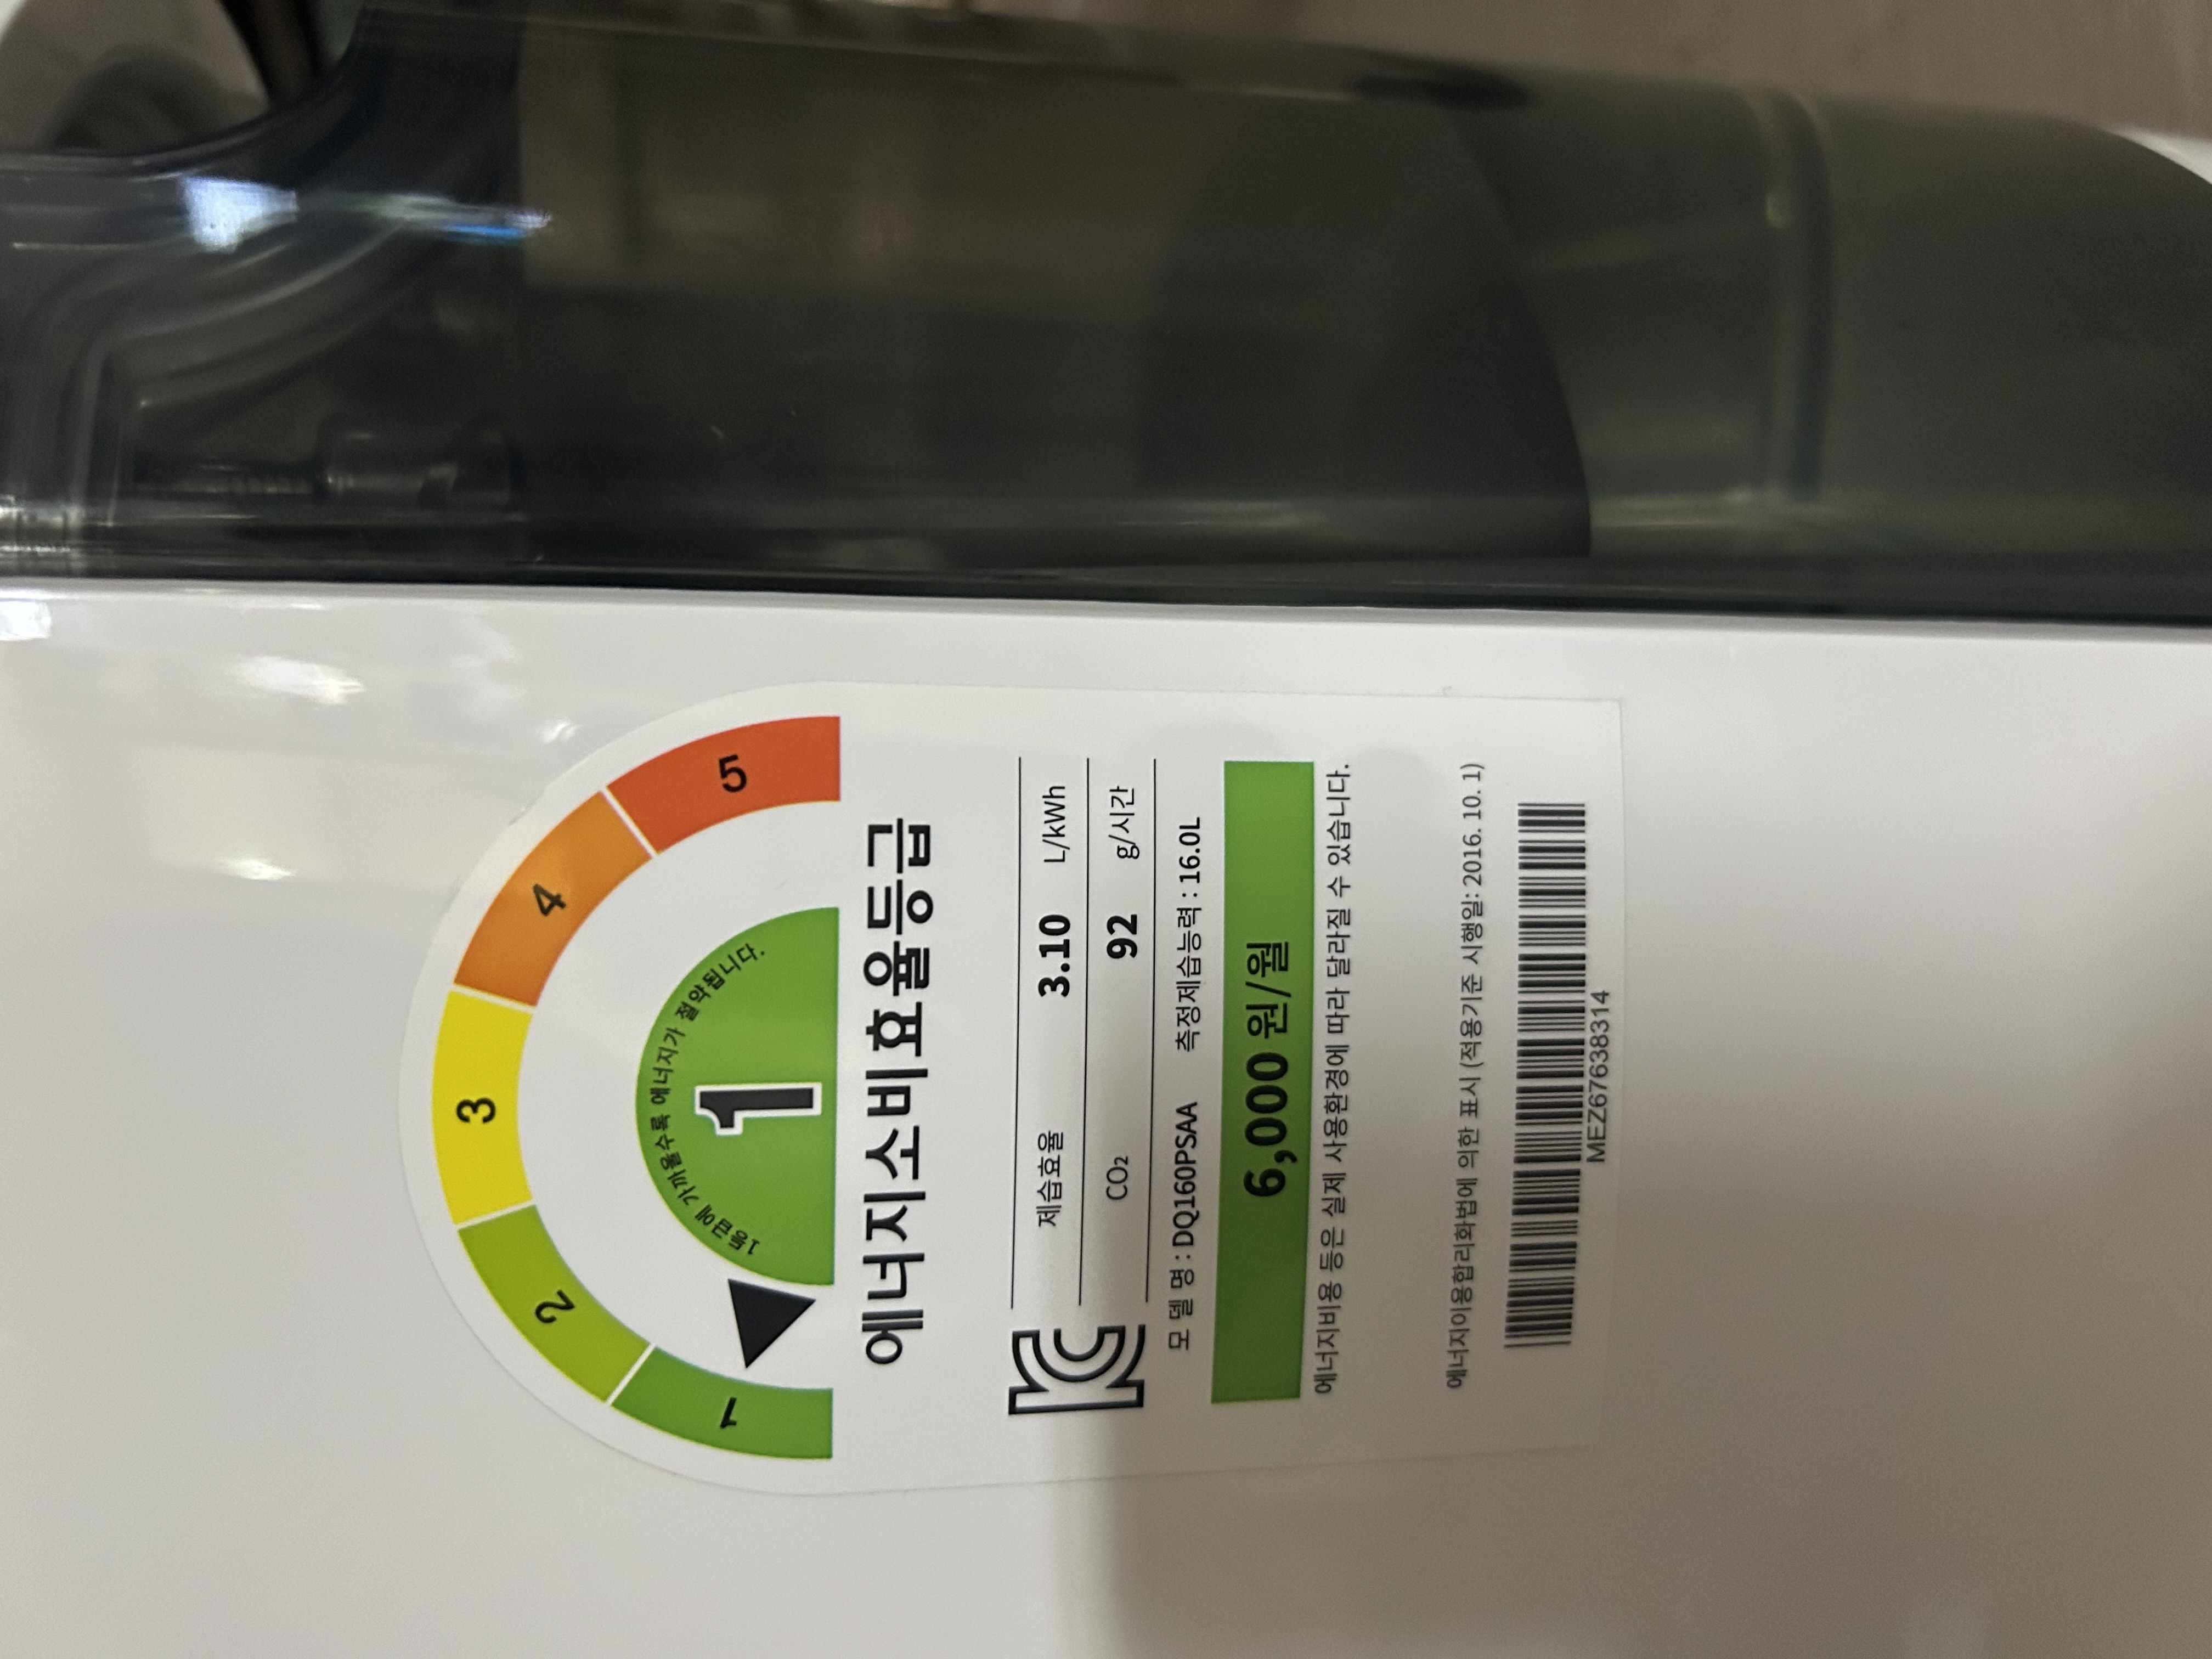 1 2 3 4 5
1등급에 가까울수록 에너지가 절약됩니다.
1
에너지소비효율등급
제습효율 3.10 L/kWh
CO₂ 92 g/시간
모 델 명 : DQ160PSAA 측정제습능력 : 16.0L
6,000 원/월
에너지비용 등은 실제 사용환경에 따라 달라질 수 있습니다.
에너지이용합리화법에 의한 표시 (적용기준 시행일: 2016. 10. 1)
MEZ67638314